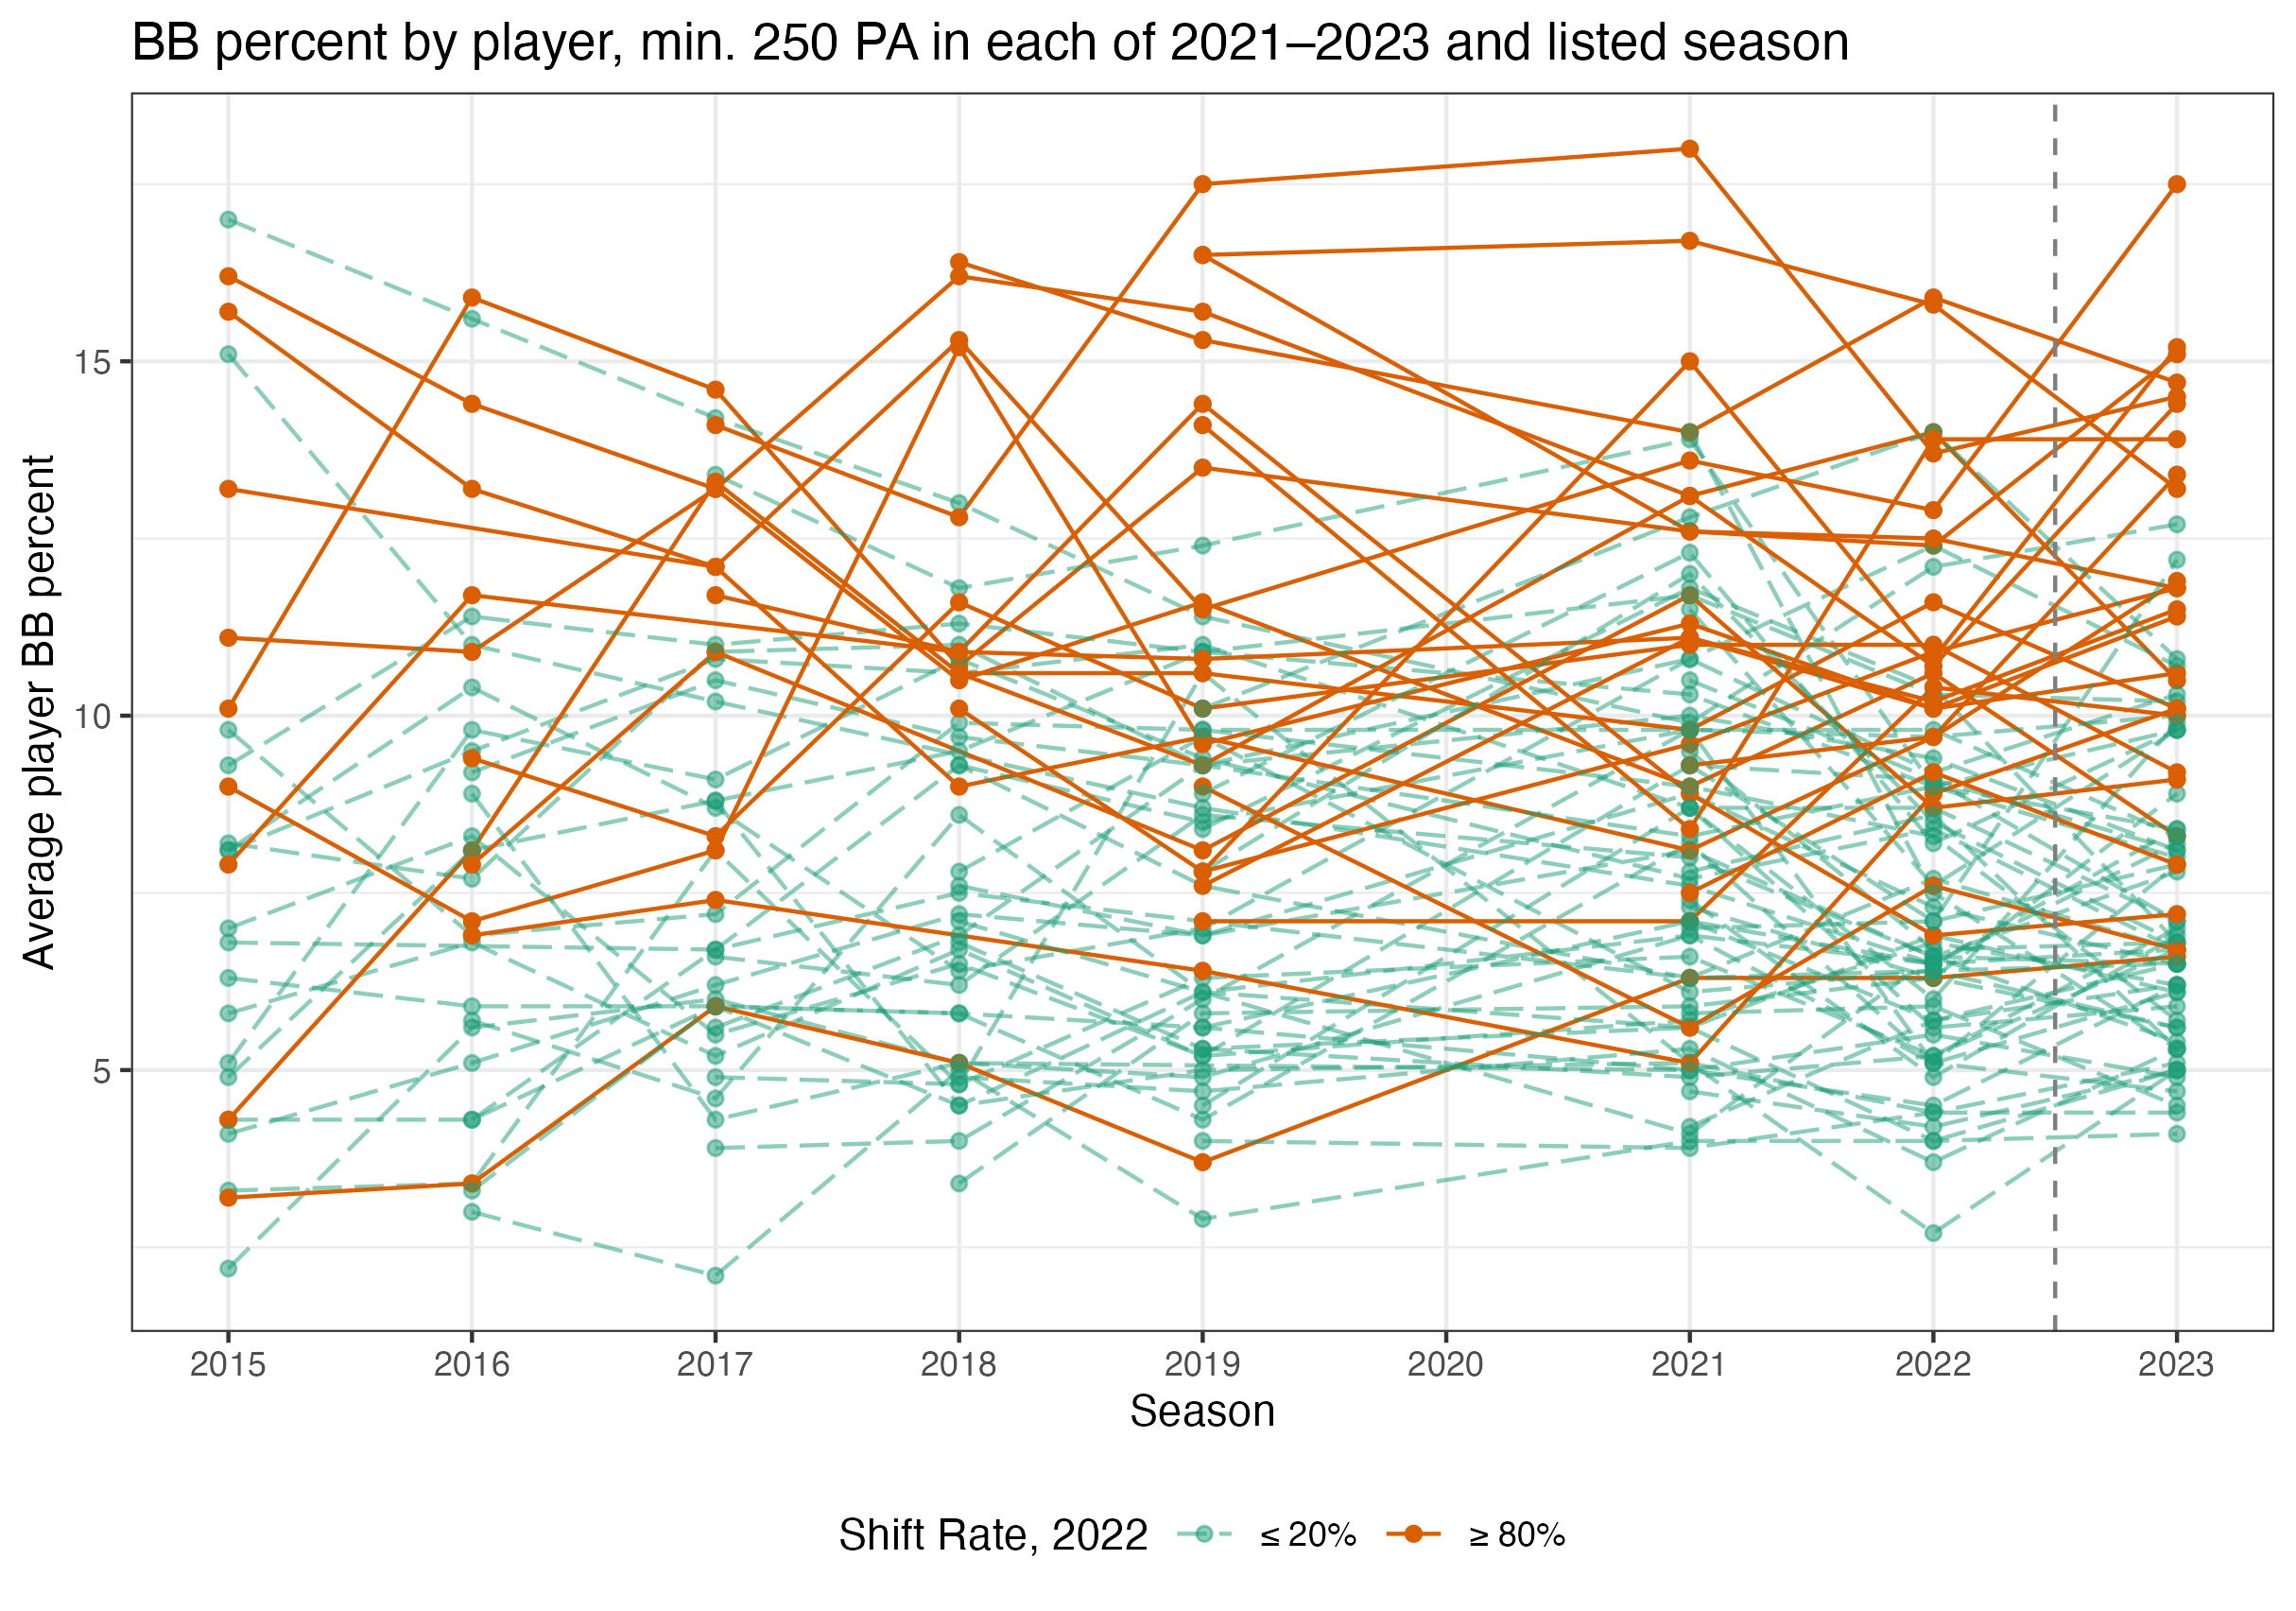 BB percent by player, min. 250 PA in each of 2021–2023 and listed season
Average player BB percent
15
10
5
2015 2016 2017 2018 2019 2020 2021 2022 2023
Season
Shift Rate, 2022 ≤ 20% ≥ 80%